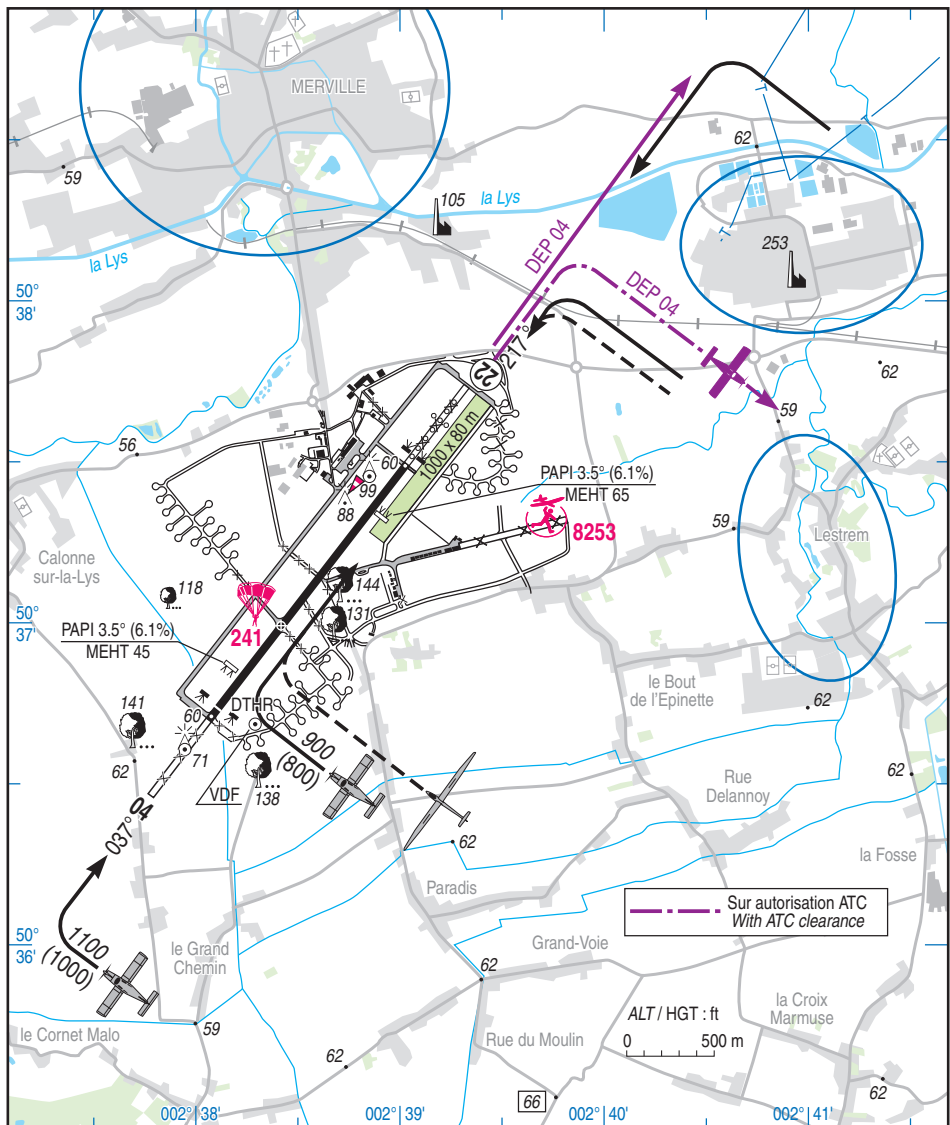 MERVILLE
59
105
la Lys
62
la Lys
253
DEP 04
DEP 04
50°
38'
217°
22
62
59
56
1000 x 80 m
60
99
88
PAPI 3.5° (6.1%)
MEHT 65
8253
59
Lestrem
Calonne
sur-la-Lys
118
144
131
50°
37'
241
PAPI 3.5° (6.1%)
MEHT 45
le Bout
de l'Epinette
62
141
60
DTHR
71
62
VDF
138
900
(800)
Rue
Delannoy
62
04
037°
62
la Fosse
Paradis
Sur autorisation ATC
With ATC clearance
50°
36'
1100
(1000)
le Grand
Chemin
Grand-Voie
62
la Croix
Marmuse
ALT / HGT : ft
0 500 m
le Cornet Malo
59
Rue du Moulin
62
66
62
002° 38'
002° 39'
002° 40'
002° 41'